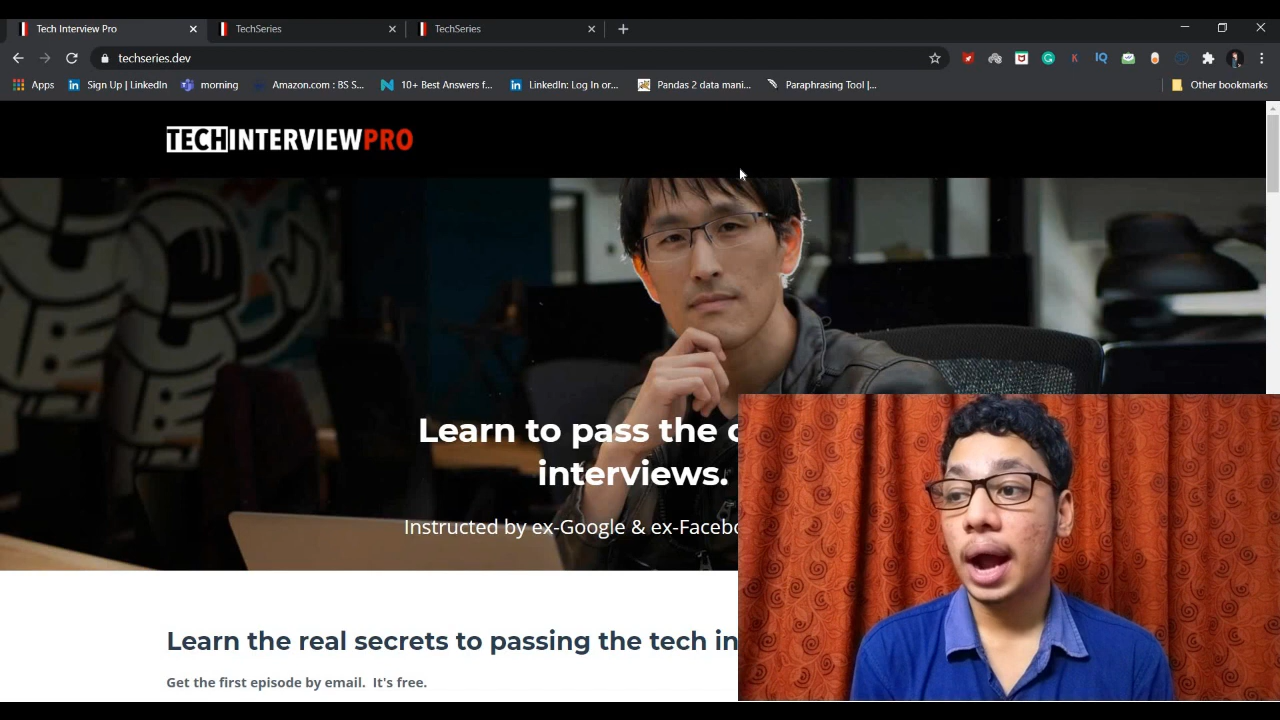 Tech Interview Pro
TechSeries
TechSeries
techseries.dev
Apps
Sign Up | LinkedIn
morning
Amazon.com : BS S...
10+ Best Answers f...
LinkedIn: Log In or...
Pandas 2 data mani...
Paraphrasing Tool |...
Other bookmarks
TECHINTERVIEWPRO
Learn to pass the
interviews.
Instructed by ex-Google & ex-Facebo
Learn the real secrets to passing the tech in
Get the first episode by email. It's free.